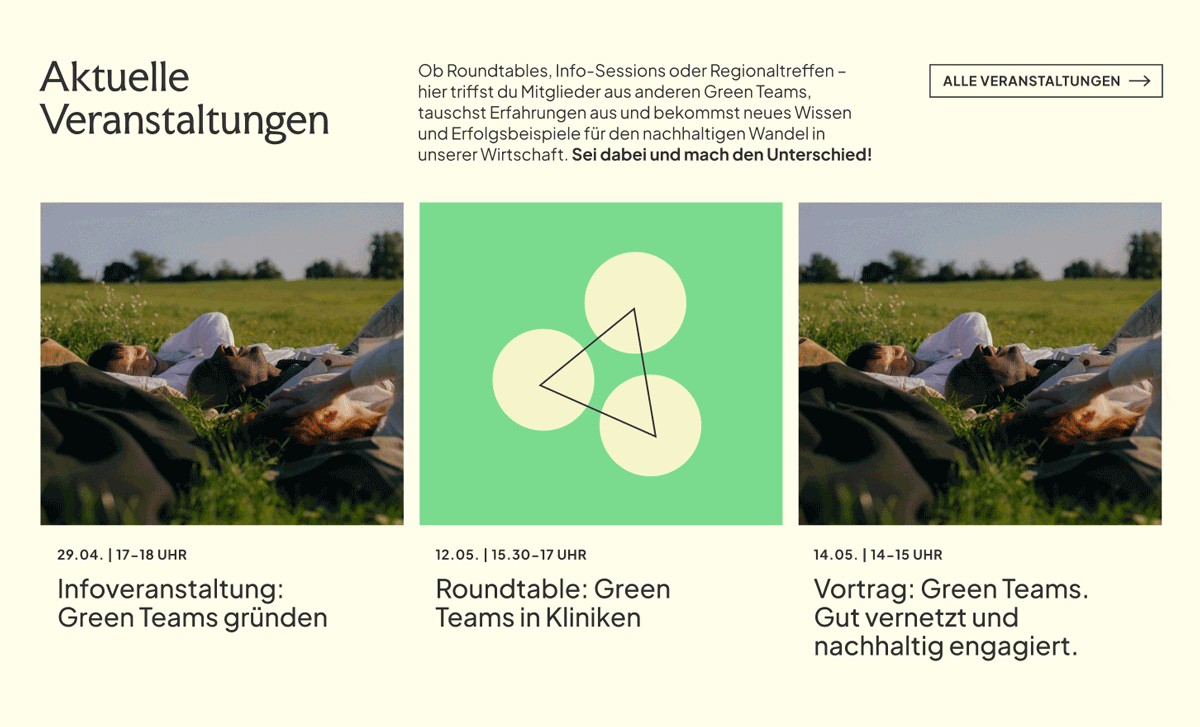 Aktuelle
Veranstaltungen
Ob Roundtables, Info-Sessions oder Regionaltreffen –
hier triffst du Mitglieder aus anderen Green Teams,
tauschst Erfahrungen aus und bekommst neues Wissen
und Erfolgsbeispiele für den nachhaltigen Wandel in
unserer Wirtschaft. Sei dabei und mach den Unterschied!
ALLE VERANSTALTUNGEN →
29.04. | 17–18 UHR
Infoveranstaltung:
Green Teams gründen
12.05. | 15.30–17 UHR
Roundtable: Green
Teams in Kliniken
14.05. | 14–15 UHR
Vortrag: Green Teams.
Gut vernetzt und
nachhaltig engagiert.